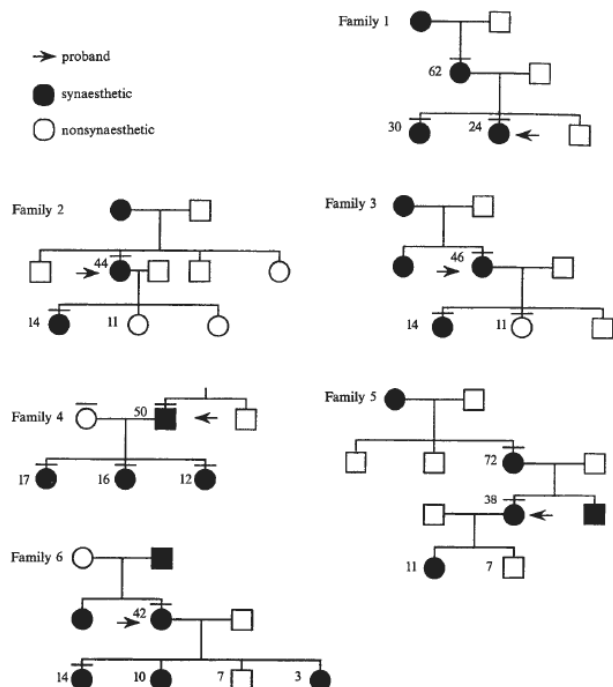 Family 1
proband
62
synaesthetic
30 24
nonsynaesthetic
Family 2
Family 3
44
46
14 11
14 11
Family 4
50
Family 5
72
17 16 12
38
Family 6
11 7
42
14 10 7 3